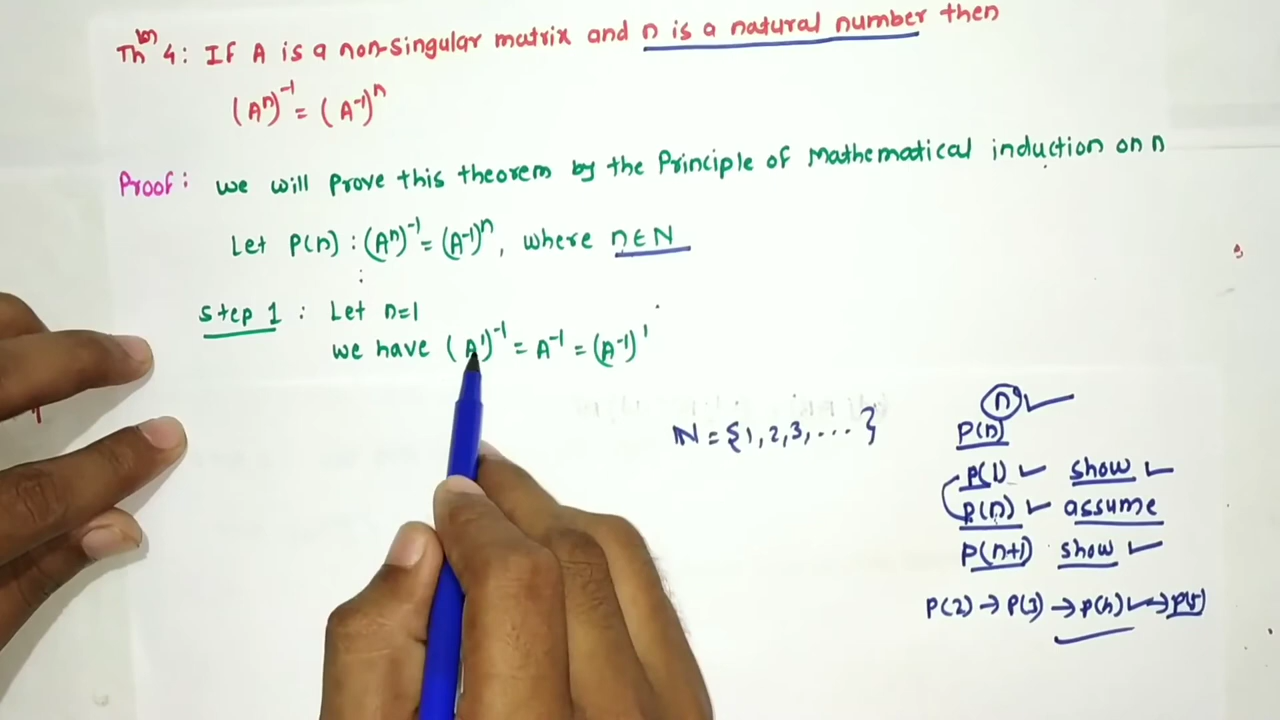 Thm 4: If A is a non-singular matrix and n is a natural number then
(Aⁿ)⁻¹ = (A⁻¹)ⁿ
Proof: we will prove this theorem by the Principle of Mathematical induction on n
Let P(n) : (Aⁿ)⁻¹ = (A⁻¹)ⁿ, where n∈N
Step 1 : Let n=1
we have (A¹)⁻¹ = A⁻¹ = (A⁻¹)¹
N = {1, 2, 3, .... }
n
P(n)
P(1) show
P(n) assume
P(n+1) show
P(2) → P(3) → P(4) → P(5)